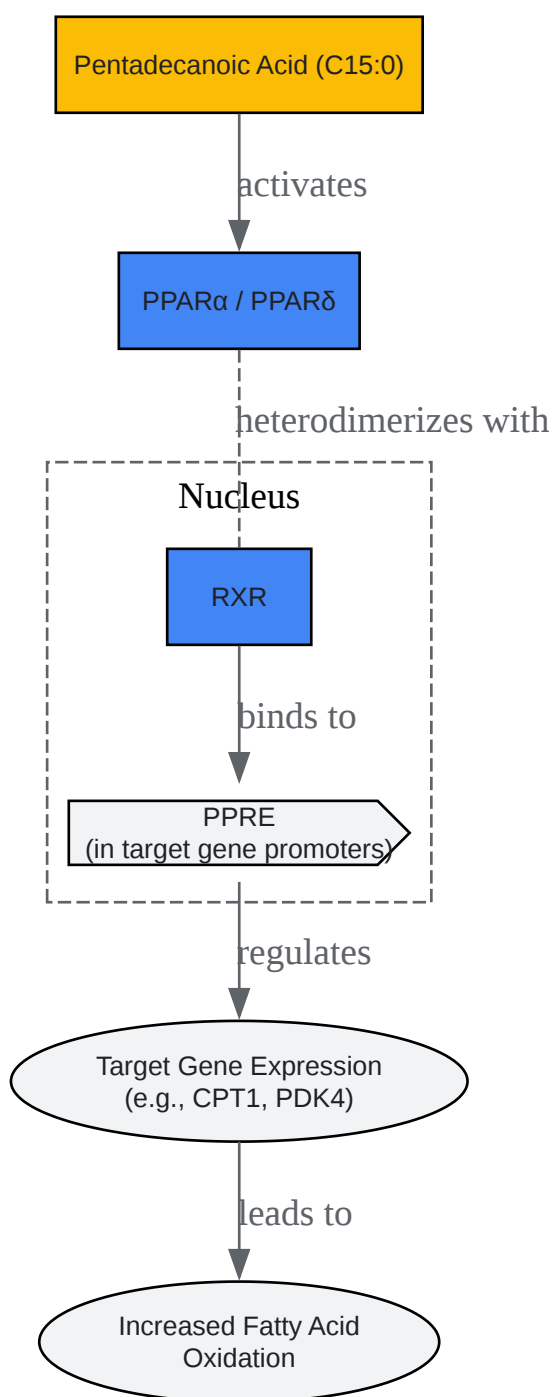 Pentadecanoic Acid (C15:0)
activates
PPARα / PPARδ
heterodimerizes with
Nucleus
RXR
binds to
PPRE
(in target gene promoters)
regulates
Target Gene Expression
(e.g., CPT1, PDK4)
leads to
Increased Fatty Acid
Oxidation